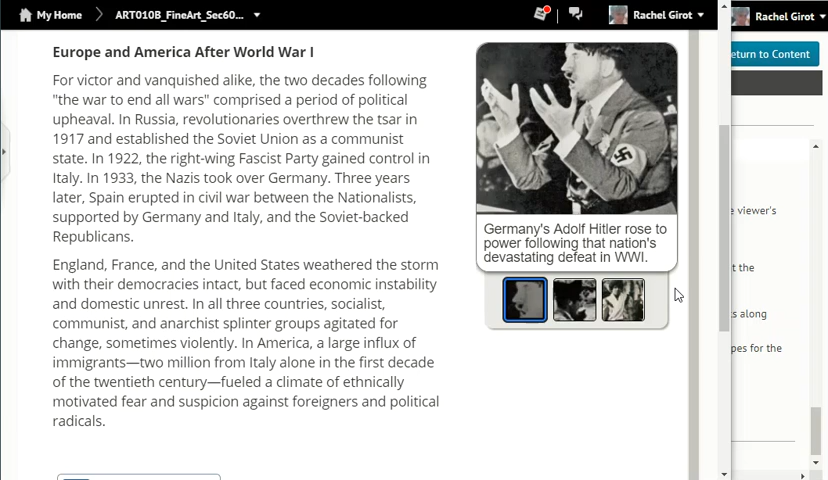 My Home
ART010B_FineArt_Sec60...
Rachel Girot
Rachel Girot
eturn to Content
Europe and America After World War I
For victor and vanquished alike, the two decades following
"the war to end all wars" comprised a period of political
upheaval. In Russia, revolutionaries overthrew the tsar in
1917 and established the Soviet Union as a communist
state. In 1922, the right-wing Fascist Party gained control in
Italy. In 1933, the Nazis took over Germany. Three years
later, Spain erupted in civil war between the Nationalists,
supported by Germany and Italy, and the Soviet-backed
Republicans.
England, France, and the United States weathered the storm
with their democracies intact, but faced economic instability
and domestic unrest. In all three countries, socialist,
communist, and anarchist splinter groups agitated for
change, sometimes violently. In America, a large influx of
immigrants—two million from Italy alone in the first decade
of the twentieth century—fueled a climate of ethnically
motivated fear and suspicion against foreigners and political
radicals.
Germany's Adolf Hitler rose to
power following that nation's
devastating defeat in WWI.
e viewer's
t the
s along
pes for the